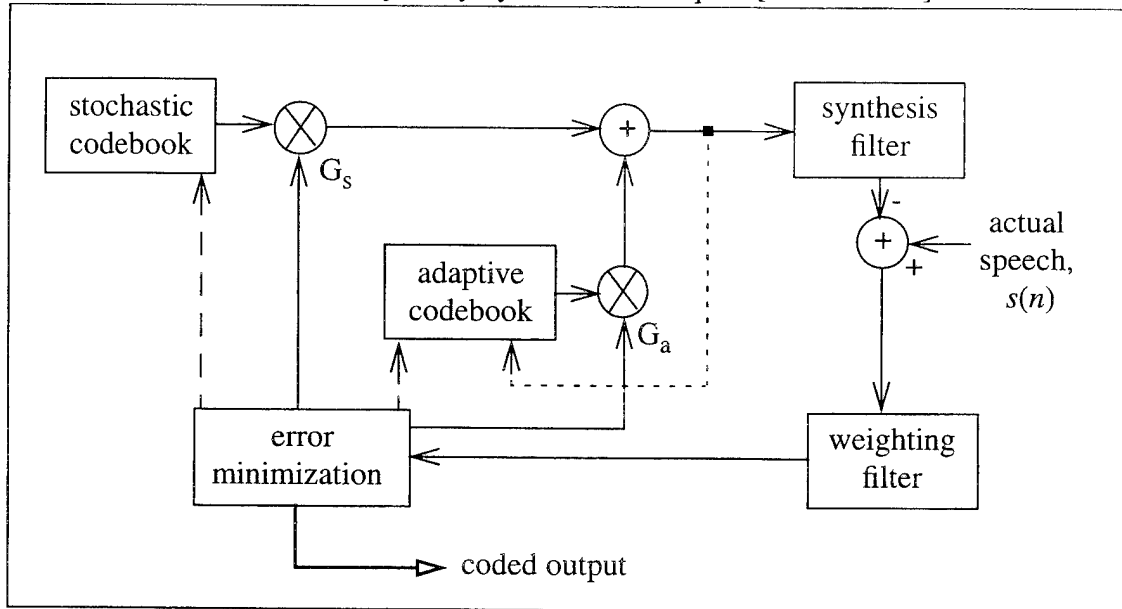 stochastic
codebook
G_s
+
synthesis
filter
-
+
+
actual
speech,
s(n)
adaptive
codebook
G_a
error
minimization
weighting
filter
coded output